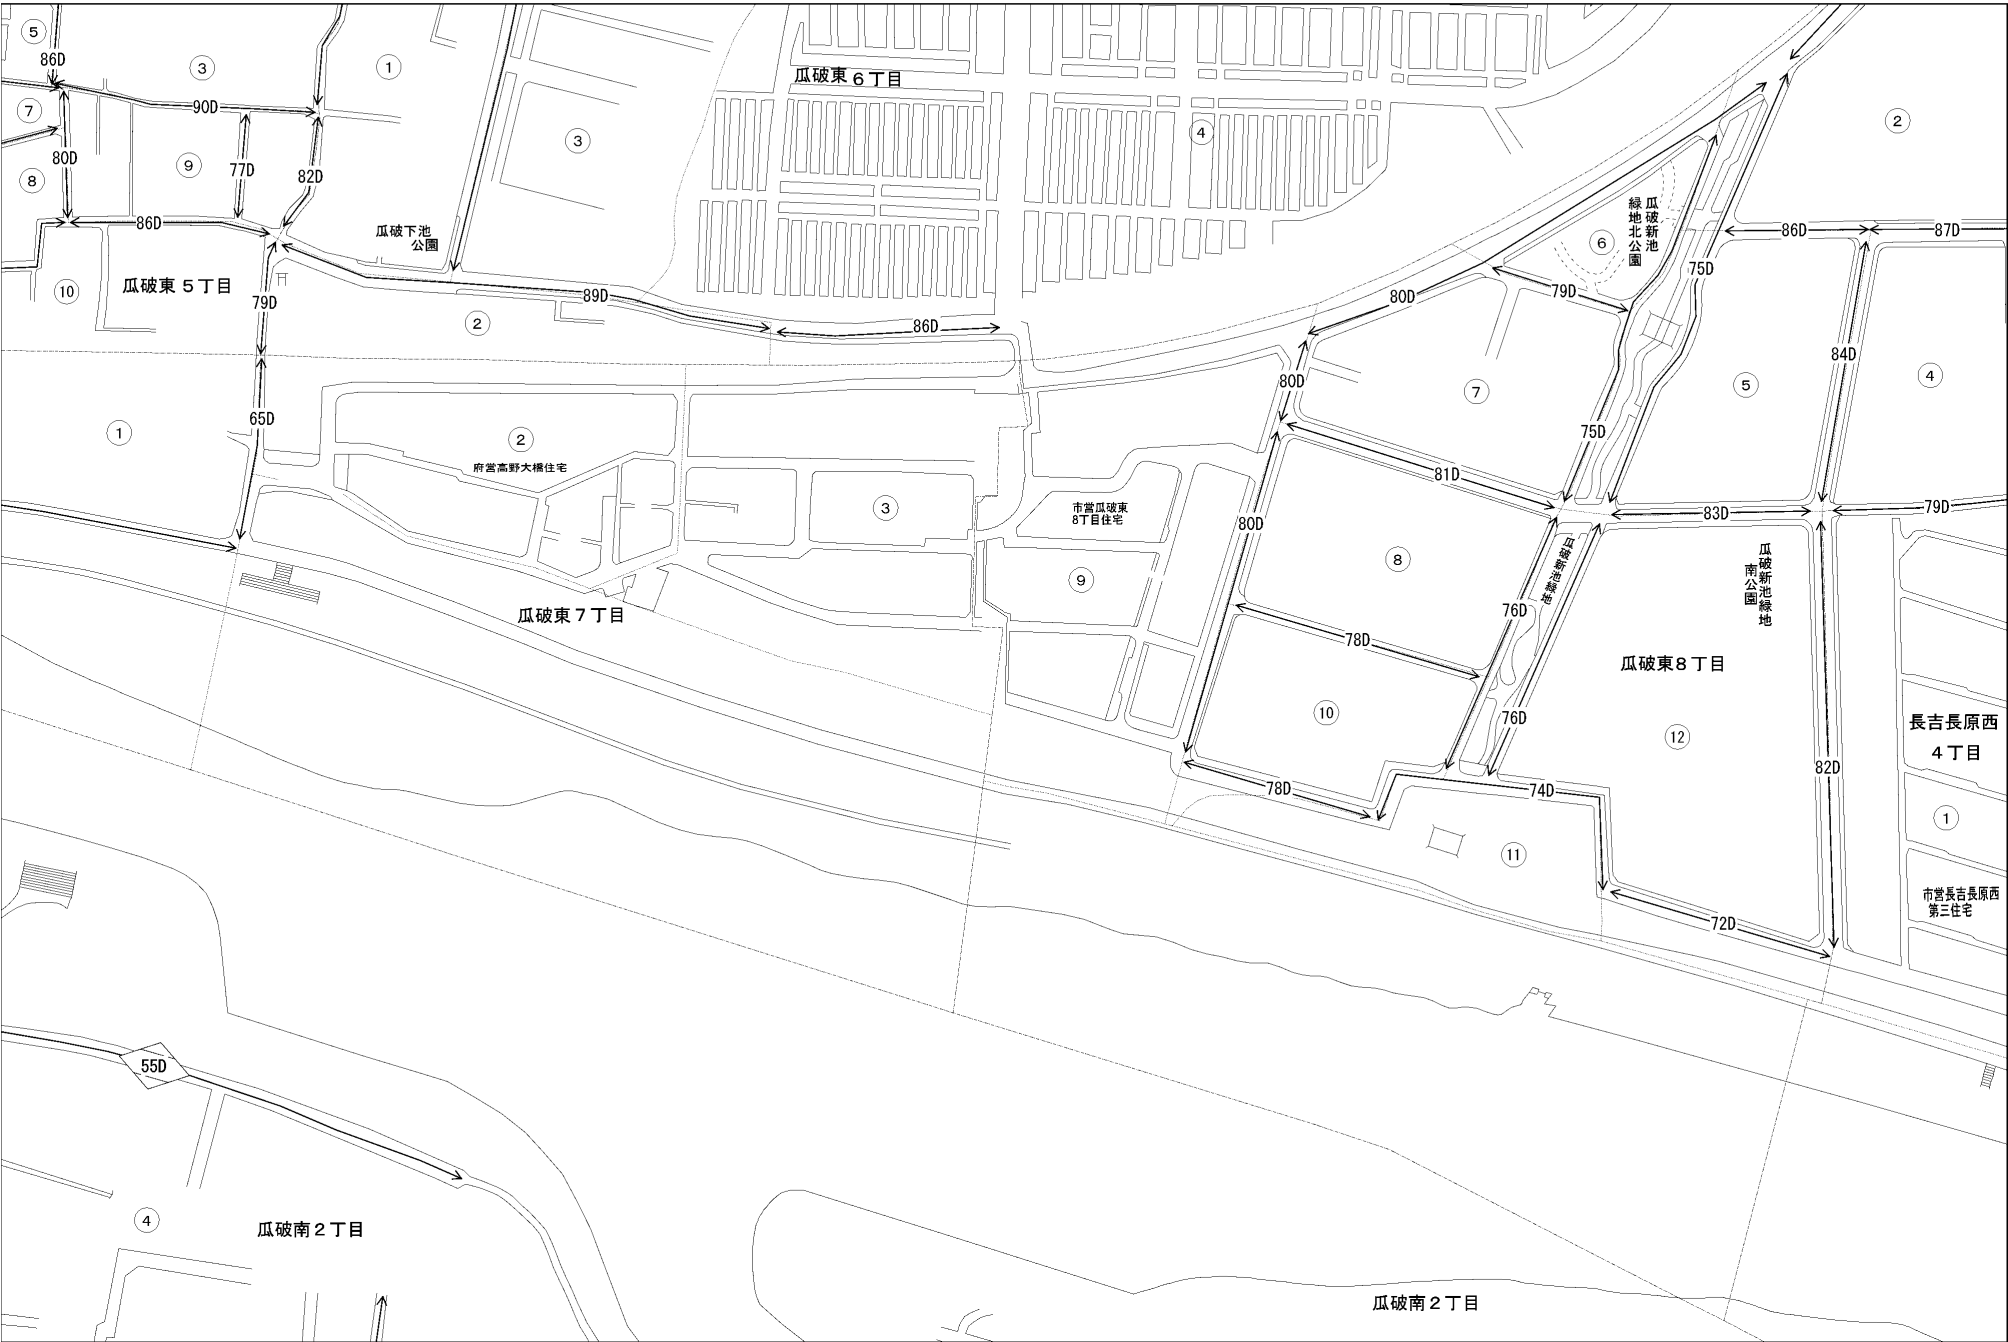 5
86D
3
1
7
90D
80D
8
9
77D
82D
86D
瓜破下池
公園
10
瓜破東5丁目
79D
2
89D
86D
3
瓜破東6丁目
4
2
瓜破新池
緑地北公園
6
86D
87D
75D
79D
80D
80D
7
84D
5
4
75D
81D
83D
79D
1
65D
2
府営高野大橋住宅
3
市営瓜破東
8丁目住宅
80D
8
瓜破新池緑地
瓜破新池緑地
南公園
9
瓜破東7丁目
76D
78D
瓜破東8丁目
10
76D
12
長吉長原西
4丁目
82D
78D
74D
1
11
市営長吉長原西
第三住宅
72D
55D
4
瓜破南2丁目
瓜破南2丁目